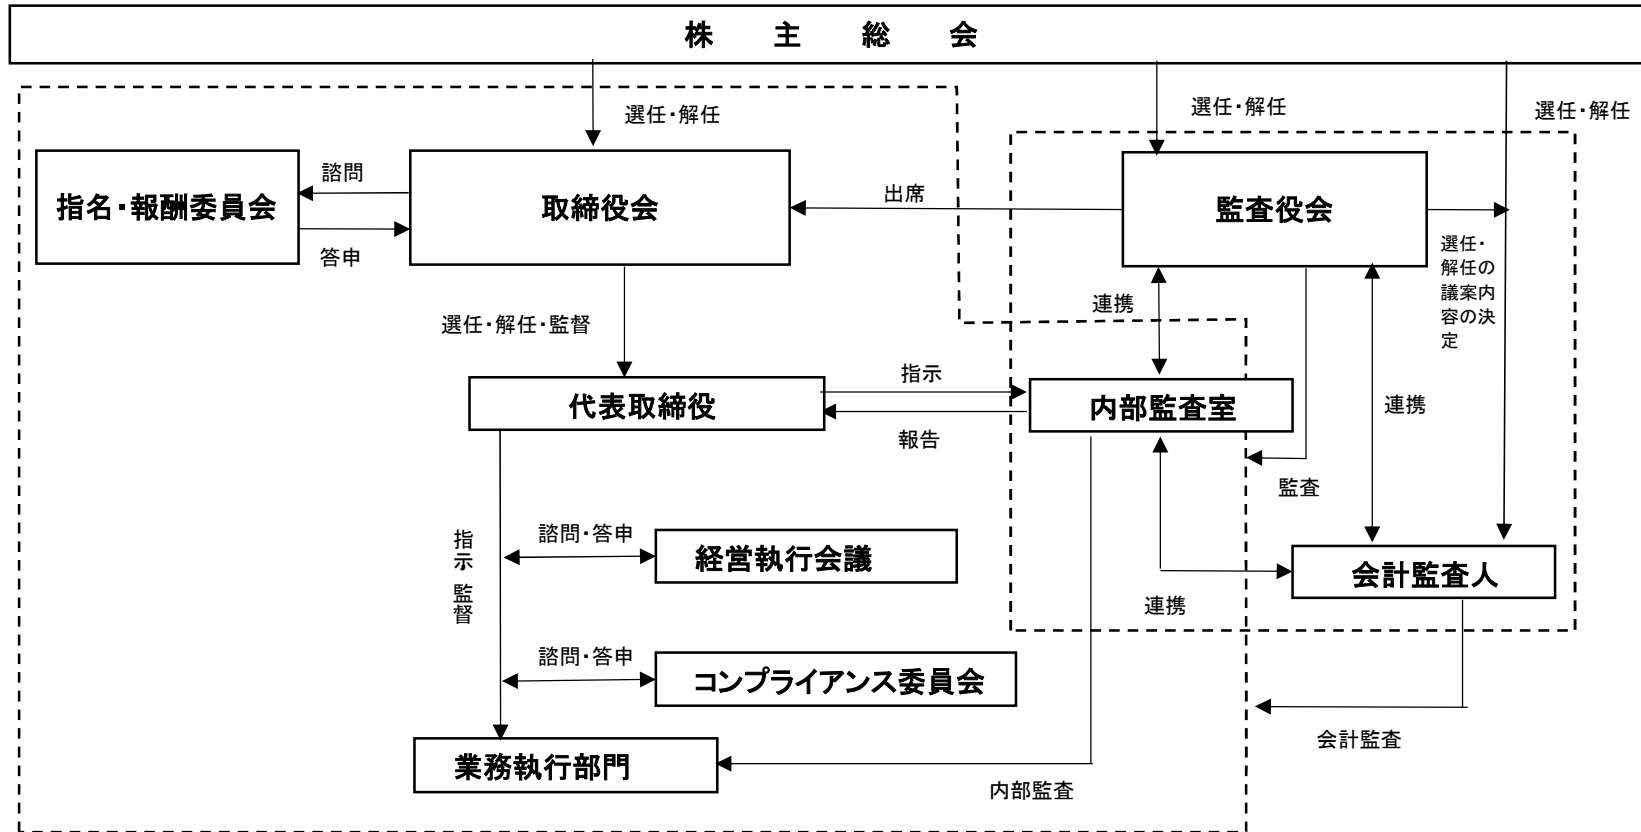 株 主 総 会
選任・解任
選任・解任
選任・解任
指名・報酬委員会
諮問
答申
取締役会
出席
監査役会
選任・
解任の
議案内
容の決
定
選任・解任・監督
連携
代表取締役
指示
報告
内部監査室
連携
監査
指示
監督
諮問・答申
経営執行会議
会計監査人
連携
諮問・答申
コンプライアンス委員会
業務執行部門
内部監査
会計監査